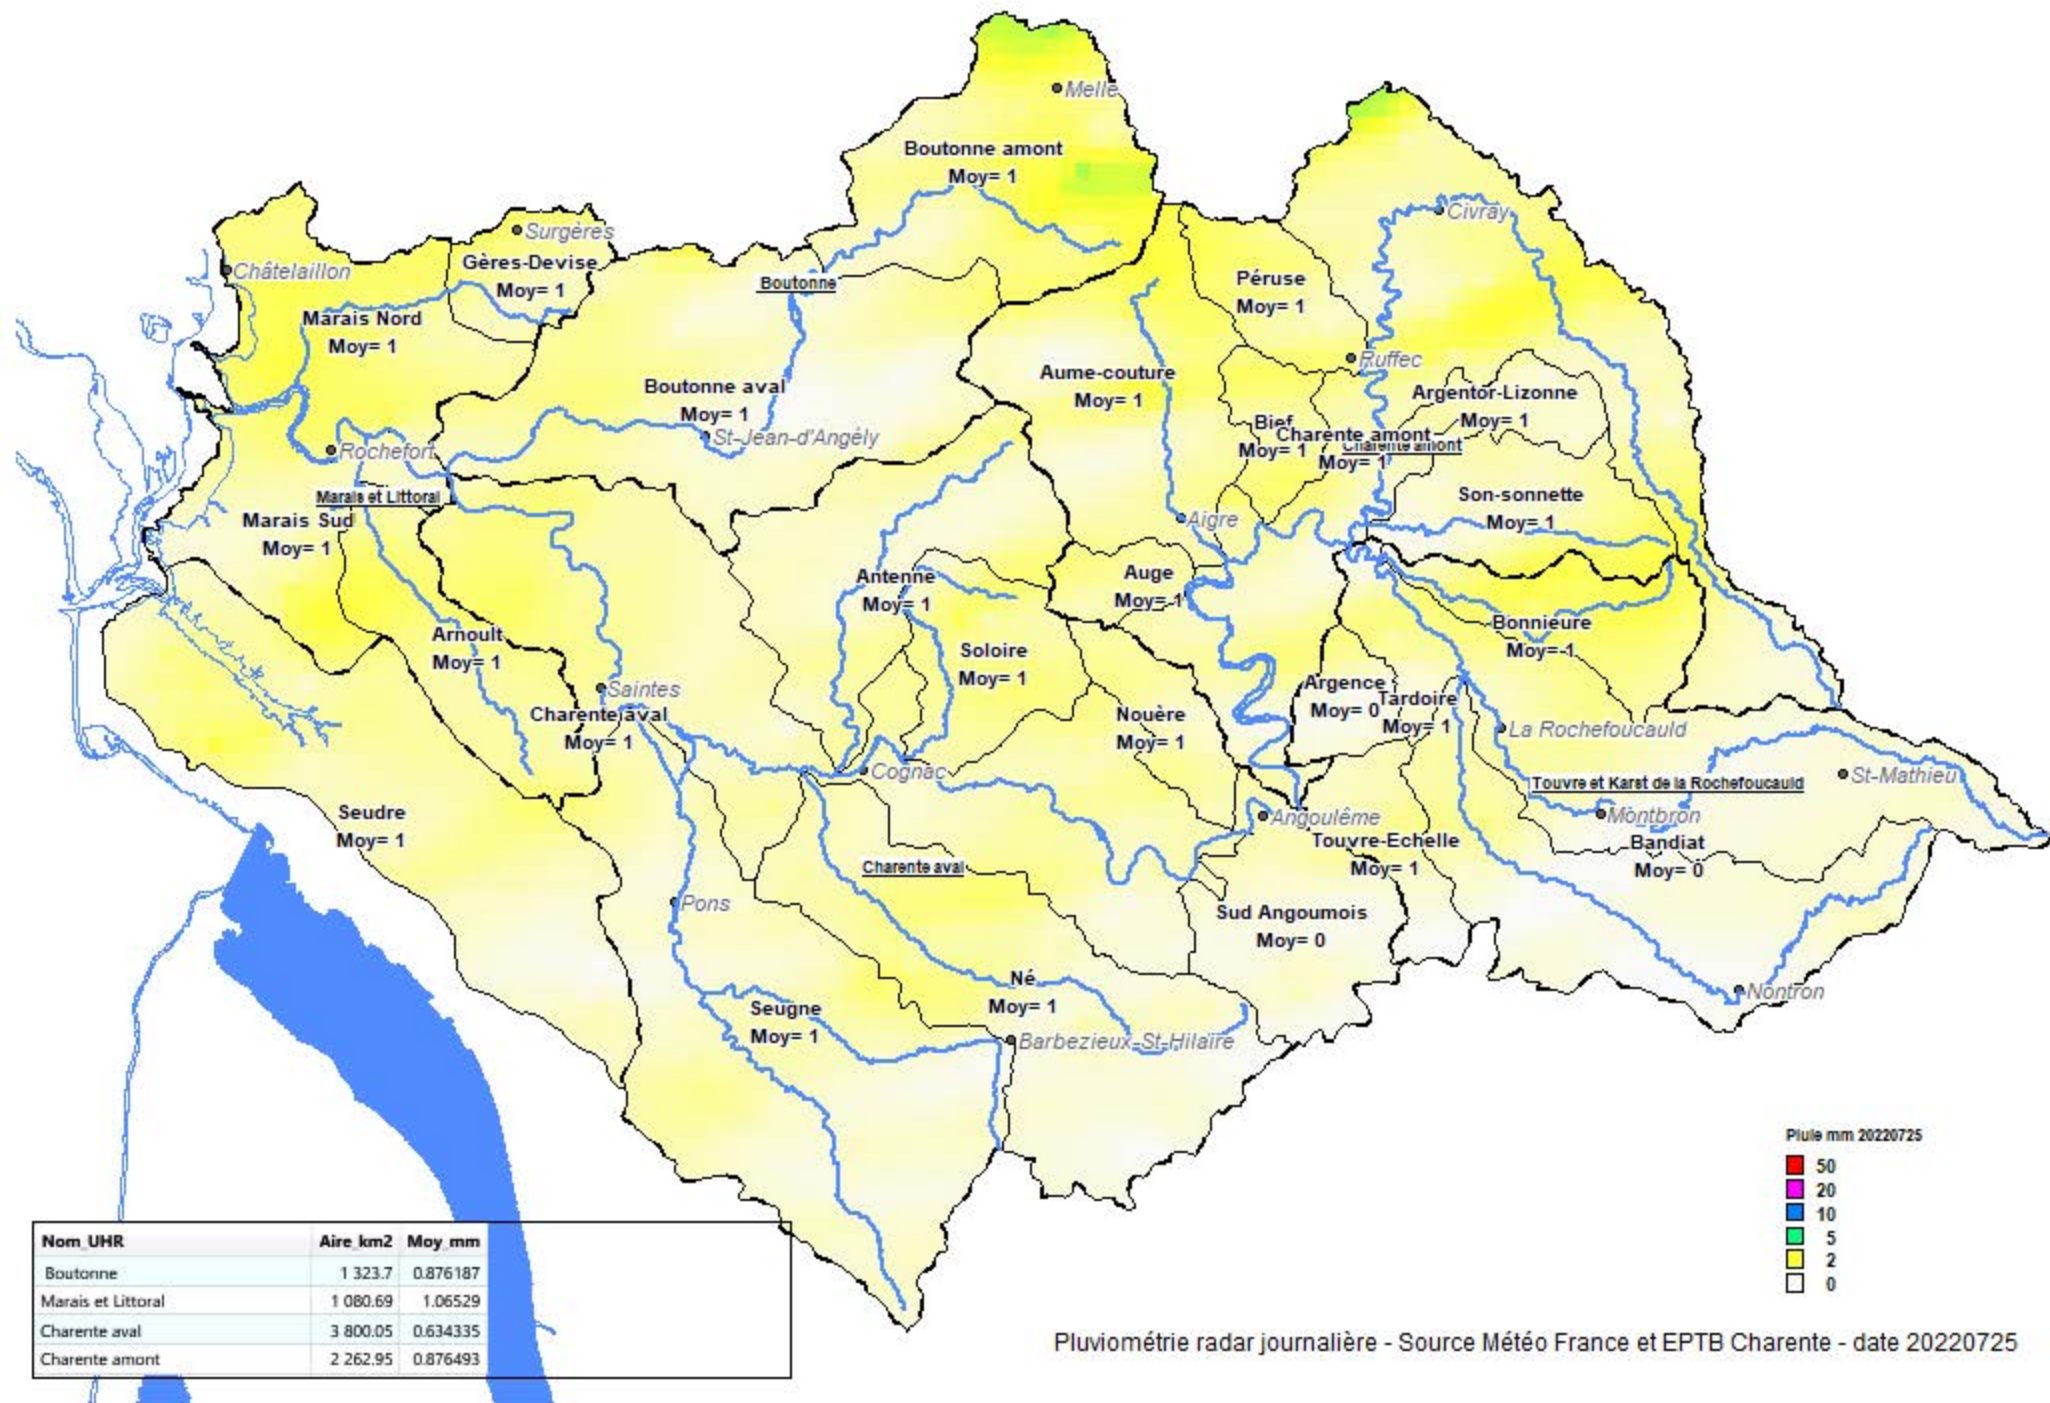 Melle
Boutonne amont
Moy= 1
Civray
Surgères
Châtelaillon
Gères-Devise
Moy= 1
Boutonne
Péruse
Moy= 1
Marais Nord
Moy= 1
Ruffec
Aume-couture
Moy= 1
Boutonne aval
Moy= 1
Argentor-Lizonne
Moy= 1
St-Jean-d'Angély
Bief
Moy= 1
Charente amont
Moy= 1
Charente amont
Rochefort
Marais et Littoral
Son-sonnette
Moy= 1
Marais Sud
Moy= 1
Aigre
Antenne
Moy= 1
Auge
Moy= 1
Bonnieure
Moy= 1
Arnoult
Moy= 1
Soloire
Moy= 1
Saintes
Argence
Moy= 0
Tardoire
Moy= 1
Charente aval
Moy= 1
Nouère
Moy= 1
La Rochefoucauld
Cognac
St-Mathieu
Touvre et Karst de la Rochefoucauld
Seudre
Moy= 1
Angoulême
Montbron
Touvre-Echelle
Moy= 1
Bandiat
Moy= 0
Charente aval
Pons
Sud Angoumois
Moy= 0
Né
Moy= 1
Nontron
Seugne
Moy= 1
Barbezieux-St-Hilaire
Pluie mm 20220725
50
20
10
5
2
0
Nom_UHR Aire_km2 Moy_mm
Boutonne 1 323.7 0.876187
Marais et Littoral 1 080.69 1.06529
Charente aval 3 800.05 0.634335
Charente amont 2 262.95 0.876493
Pluviométrie radar journalière - Source Météo France et EPTB Charente - date 20220725